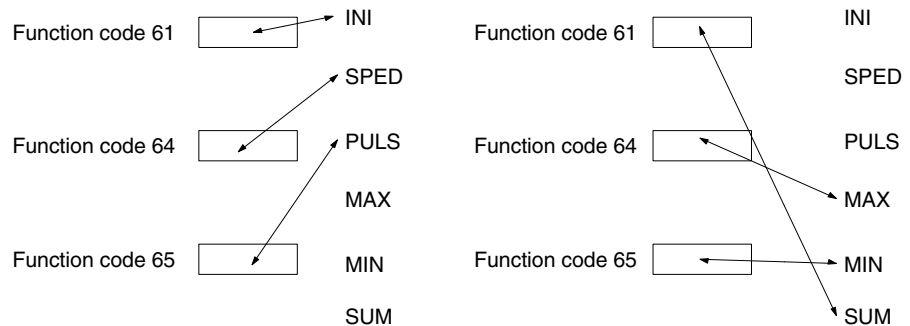 INI
Function code 61
SPED
Function code 64
PULS
MAX
Function code 65
MIN
SUM
INI
Function code 61
SPED
Function code 64
PULS
MAX
Function code 65
MIN
SUM